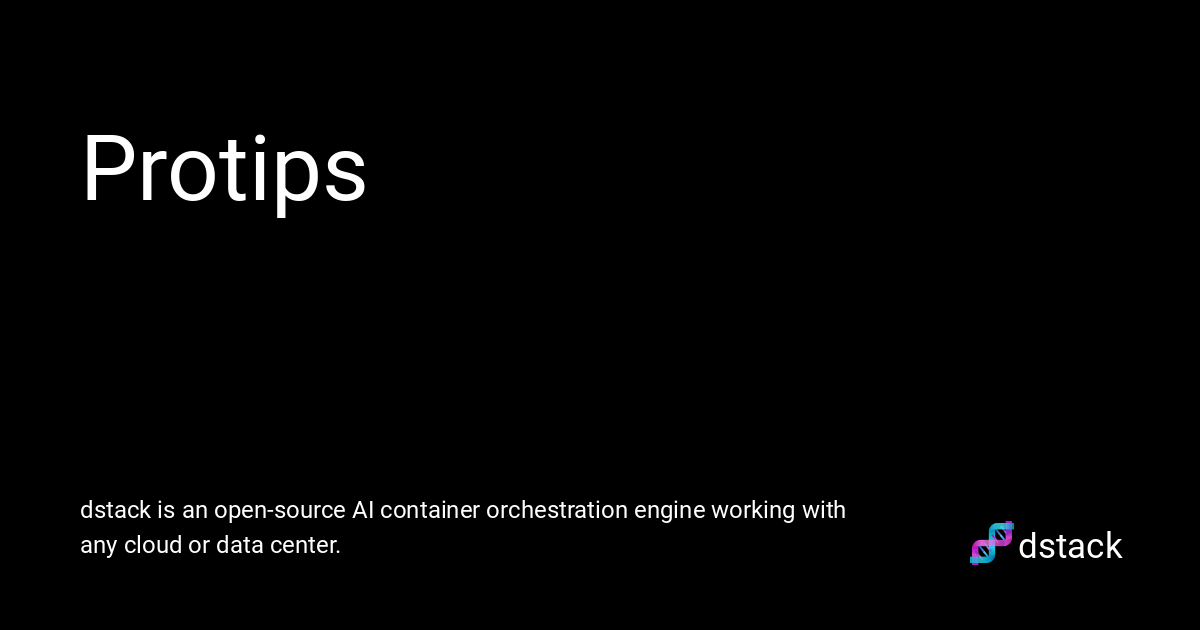 Protips
dstack is an open-source AI container orchestration engine working with
any cloud or data center.
dstack